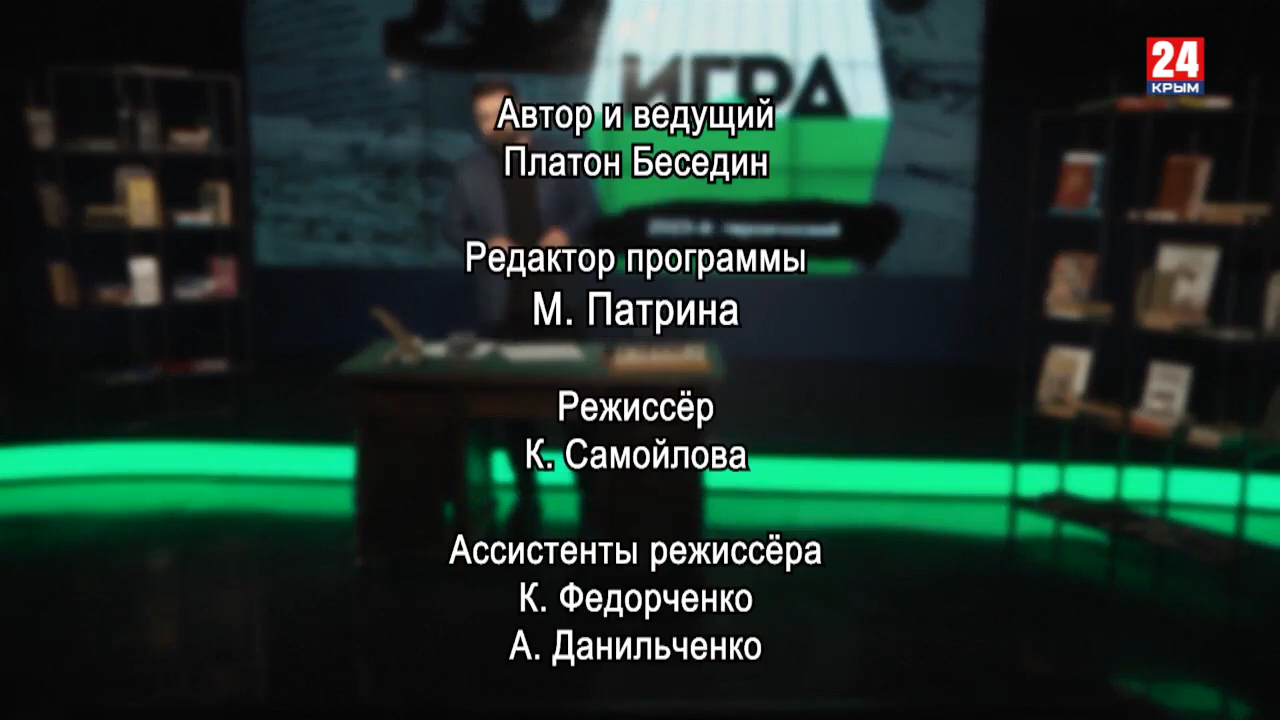 24
КРЫМ
ИГРА
Автор и ведущий
Платон Беседин
Редактор программы
М. Патрина
Режиссёр
К. Самойлова
Ассистенты режиссёра
К. Федорченко
А. Данильченко